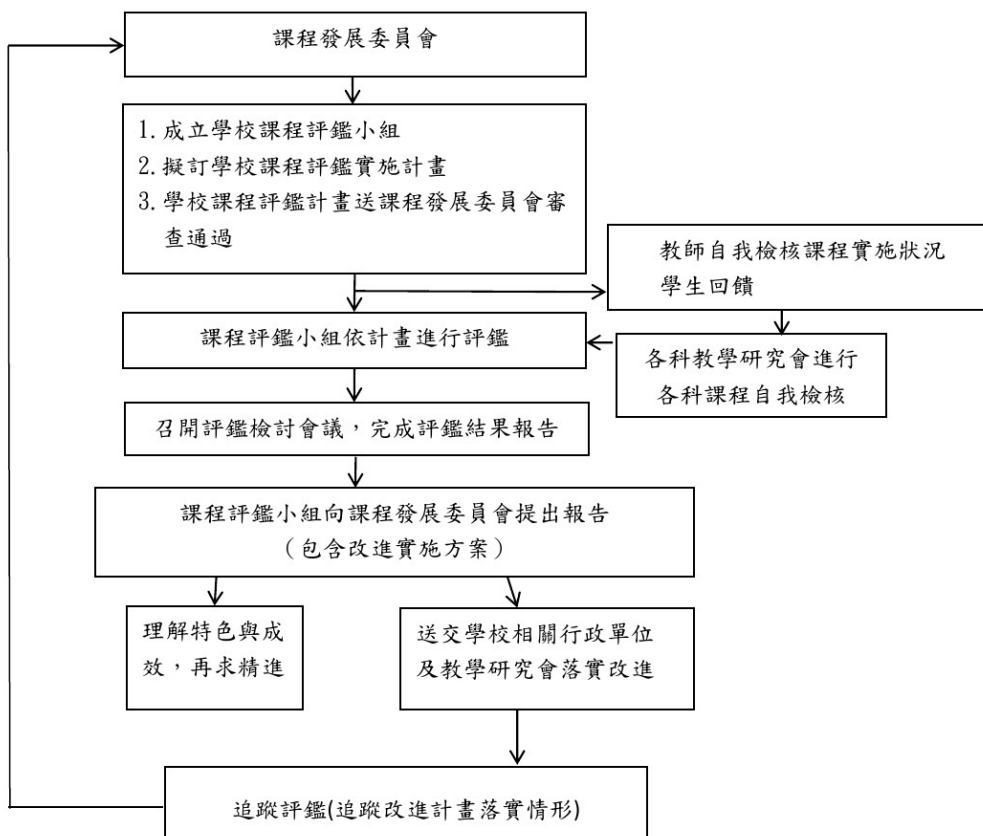 課程發展委員會
1. 成立學校課程評鑑小組
2. 擬訂學校課程評鑑實施計畫
3. 學校課程評鑑計畫送課程發展委員會審
查通過
教師自我檢核課程實施狀況
學生回饋
課程評鑑小組依計畫進行評鑑
各科教學研究會進行
各科課程自我檢核
召開評鑑檢討會議，完成評鑑結果報告
課程評鑑小組向課程發展委員會提出報告
（包含改進實施方案）
理解特色與成
效，再求精進
送交學校相關行政單位
及教學研究會落實改進
追蹤評鑑(追蹤改進計畫落實情形)